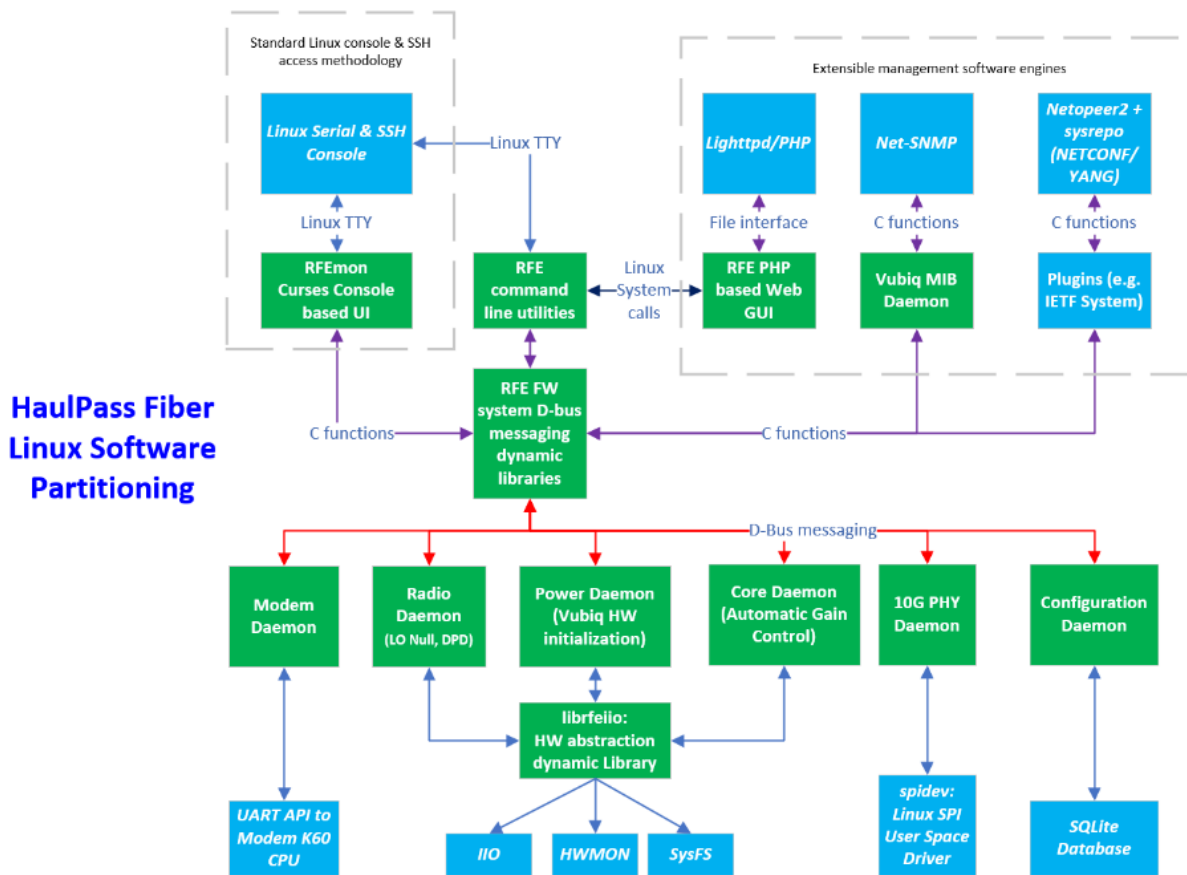 Standard Linux console & SSH
access methodology
Extensible management software engines
Linux Serial & SSH
Console
Linux TTY
Lighttpd/PHP
Net-SNMP
Netopeer2 +
sysrepo
(NETCONF/
YANG)
Linux TTY
File interface
C functions
C functions
RFEmon
Curses Console
based UI
RFE
command
line utilities
Linux
System
calls
RFE PHP
based Web
GUI
Vubiq MIB
Daemon
Plugins (e.g.
IETF System)
HaulPass Fiber
Linux Software
Partitioning
C functions
RFE FW
system D-bus
messaging
dynamic
libraries
C functions
D-Bus messaging
Modem
Daemon
Radio
Daemon
(LO Null, DPD)
Power Daemon
(Vubiq HW
initialization)
Core Daemon
(Automatic Gain
Control)
10G PHY
Daemon
Configuration
Daemon
librfeiio:
HW abstraction
dynamic Library
UART API to
Modem K60
CPU
IIO
HWMON
SysFS
spidev:
Linux SPI
User Space
Driver
SQLite
Database